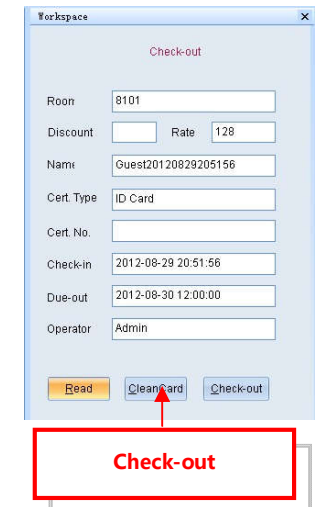 Workspace
Check-out
Room 8101
Discount Rate 128
Name Guest20120829205156
Cert. Type ID Card
Cert. No.
Check-in 2012-08-29 20:51:56
Due-out 2012-08-30 12:00:00
Operator Admin
Read CleanCard Check-out
Check-out